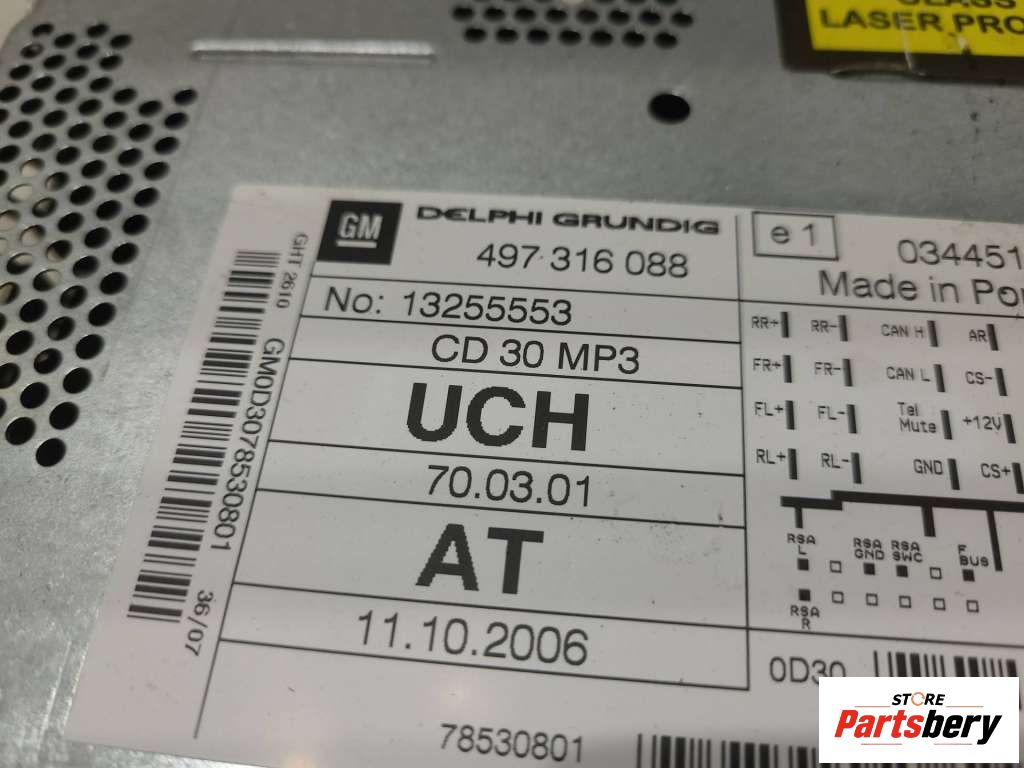 CLASS
LASER PRO
GM DELPHI GRUNDIG
497 316 088
No: 13255553
CD 30 MP3
UCH
70.03.01
AT
11.10.2006
78530801
GHT 2610
GM0D3078530801
36/07
e 1
034451
Made in Por
RR+ RR- CAN H AR
FR+ FR- CAN L CS-
FL+ FL- Tel Mute +12V
RL+ RL- GND CS+
RSA L
RSA GND
RSA SWC
F BUS
RSA R
0D30
STORE
Partsbery